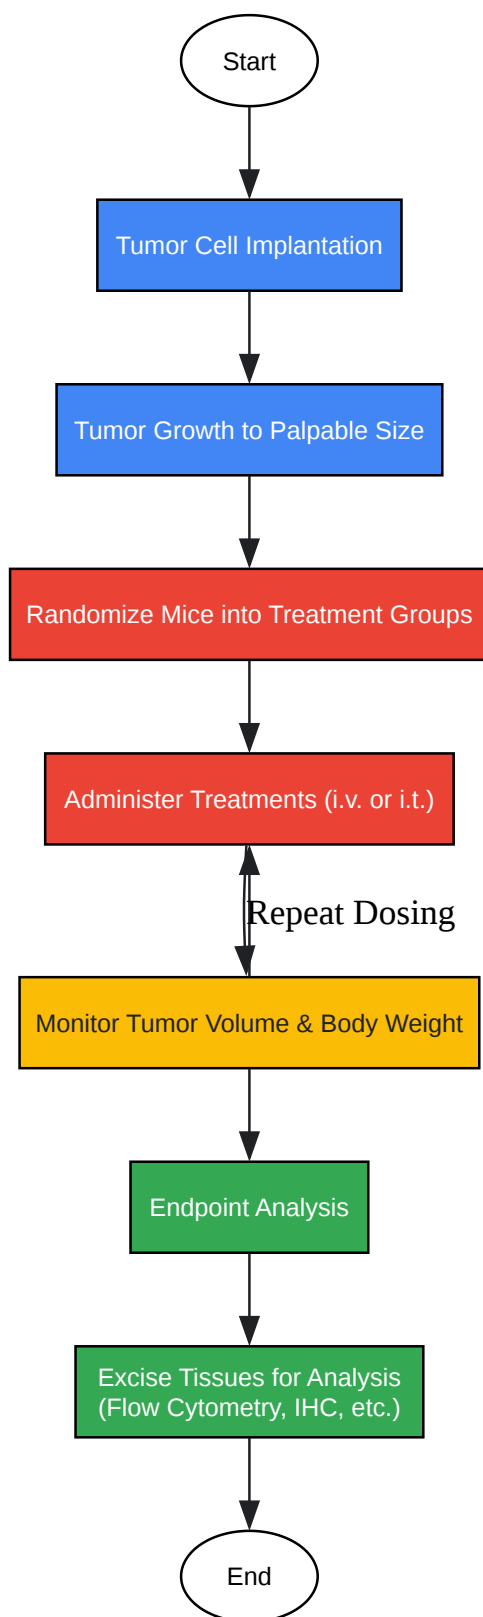 Start
Tumor Cell Implantation
Tumor Growth to Palpable Size
Randomize Mice into Treatment Groups
Administer Treatments (i.v. or i.t.)
Repeat Dosing
Monitor Tumor Volume & Body Weight
Endpoint Analysis
Excise Tissues for Analysis
(Flow Cytometry, IHC, etc.)
End